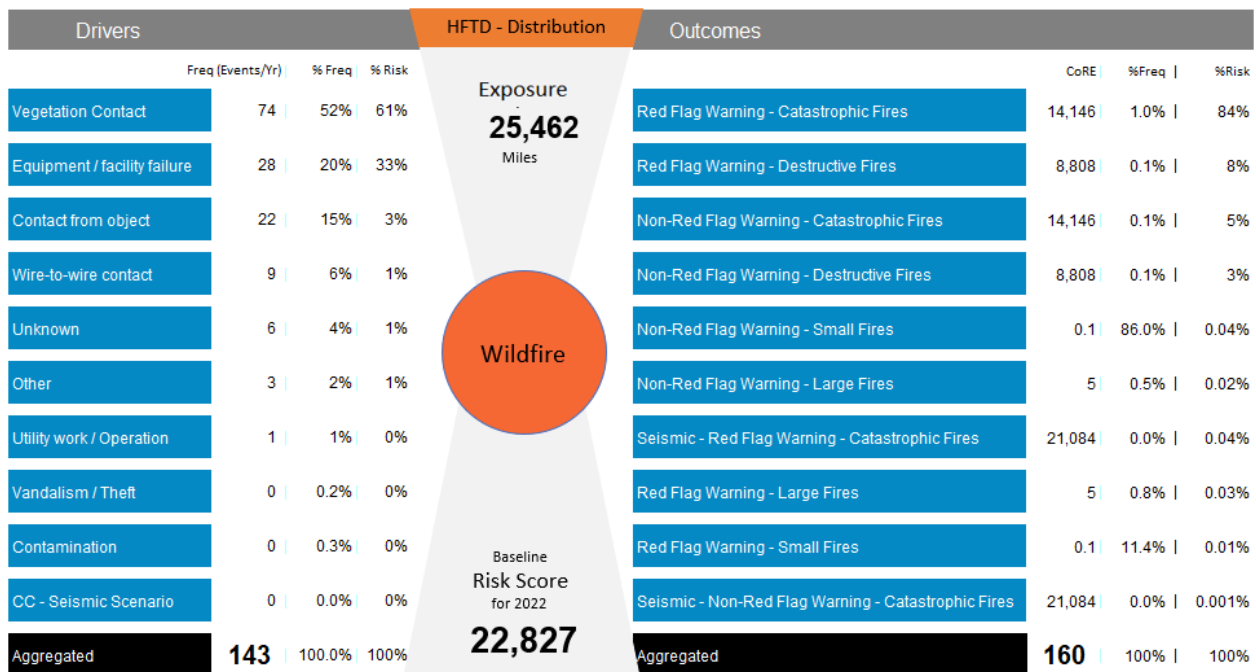 Drivers HFTD - Distribution Outcomes
Freq (Events/Yr) % Freq % Risk CoRE %Freq | %Risk
Exposure
25,462
Miles
Vegetation Contact 74 52% 61% Red Flag Warning - Catastrophic Fires 14,146 1.0% | 84%
Equipment / facility failure 28 20% 33% Red Flag Warning - Destructive Fires 8,808 0.1% | 8%
Contact from object 22 15% 3% Non-Red Flag Warning - Catastrophic Fires 14,146 0.1% | 5%
Wire-to-wire contact 9 6% 1% Non-Red Flag Warning - Destructive Fires 8,808 0.1% | 3%
Unknown 6 4% 1% Non-Red Flag Warning - Small Fires 0.1 86.0% | 0.04%
Wildfire
Other 3 2% 1% Non-Red Flag Warning - Large Fires 5 0.5% | 0.02%
Utility work / Operation 1 1% 0% Seismic - Red Flag Warning - Catastrophic Fires 21,084 0.0% | 0.04%
Vandalism / Theft 0 0.2% 0% Red Flag Warning - Large Fires 5 0.8% | 0.03%
Contamination 0 0.3% 0% Red Flag Warning - Small Fires 0.1 11.4% | 0.01%
Baseline
Risk Score
for 2022
22,827
CC - Seismic Scenario 0 0.0% 0% Seismic - Non-Red Flag Warning - Catastrophic Fires 21,084 0.0% | 0.001%
Aggregated 143 100.0% 100% Aggregated 160 100% | 100%